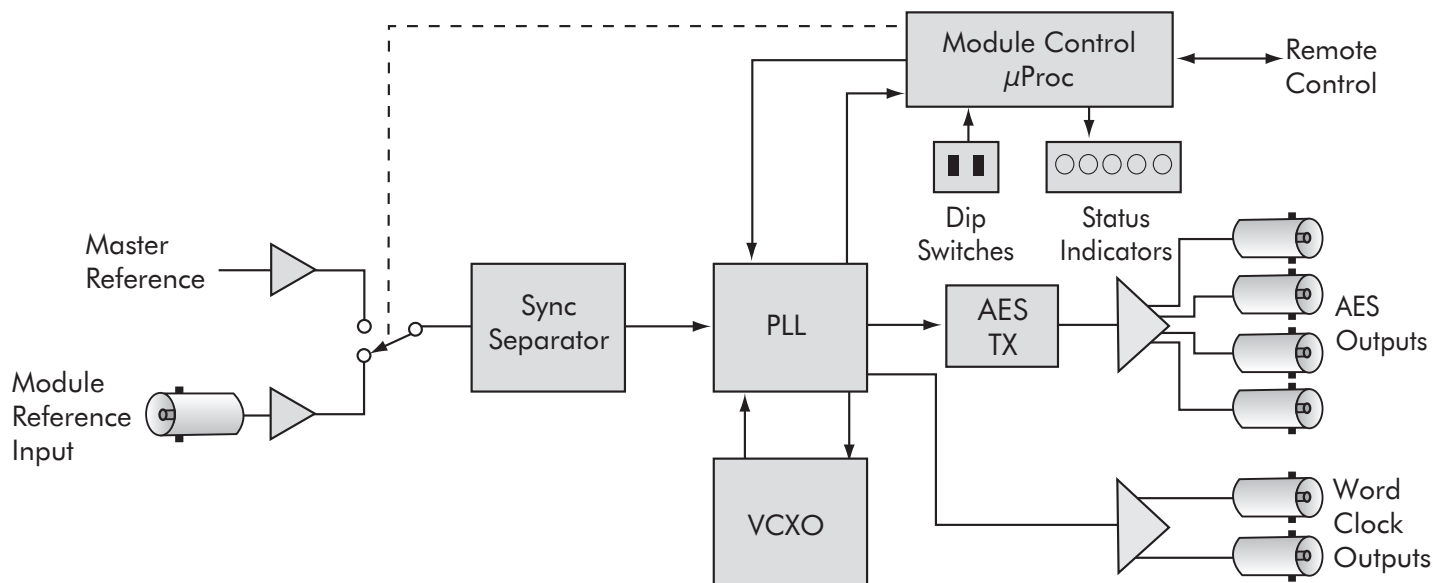 Module Control
µProc
Remote
Control
Dip
Switches
Status
Indicators
Master
Reference
Sync
Separator
PLL
AES
TX
AES
Outputs
Module
Reference
Input
VCXO
Word
Clock
Outputs